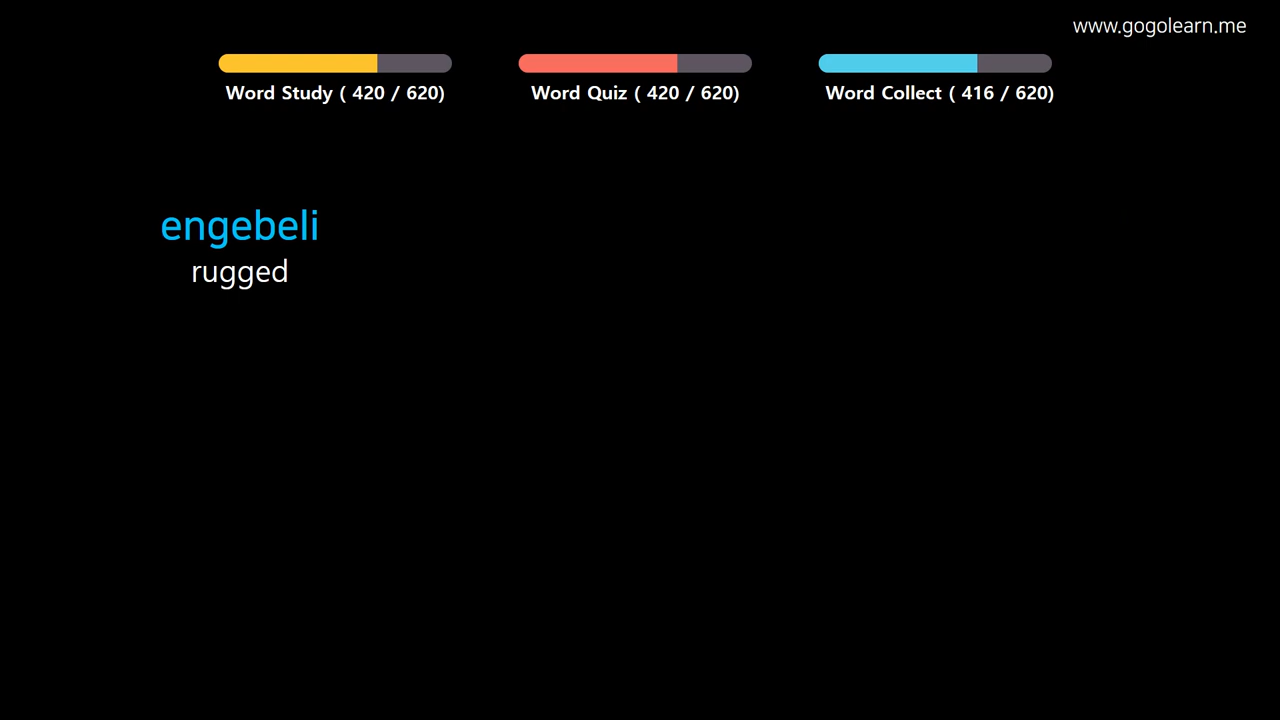 www.gogolearn.me
Word Study ( 420 / 620)
Word Quiz ( 420 / 620)
Word Collect ( 416 / 620)
engebeli
rugged